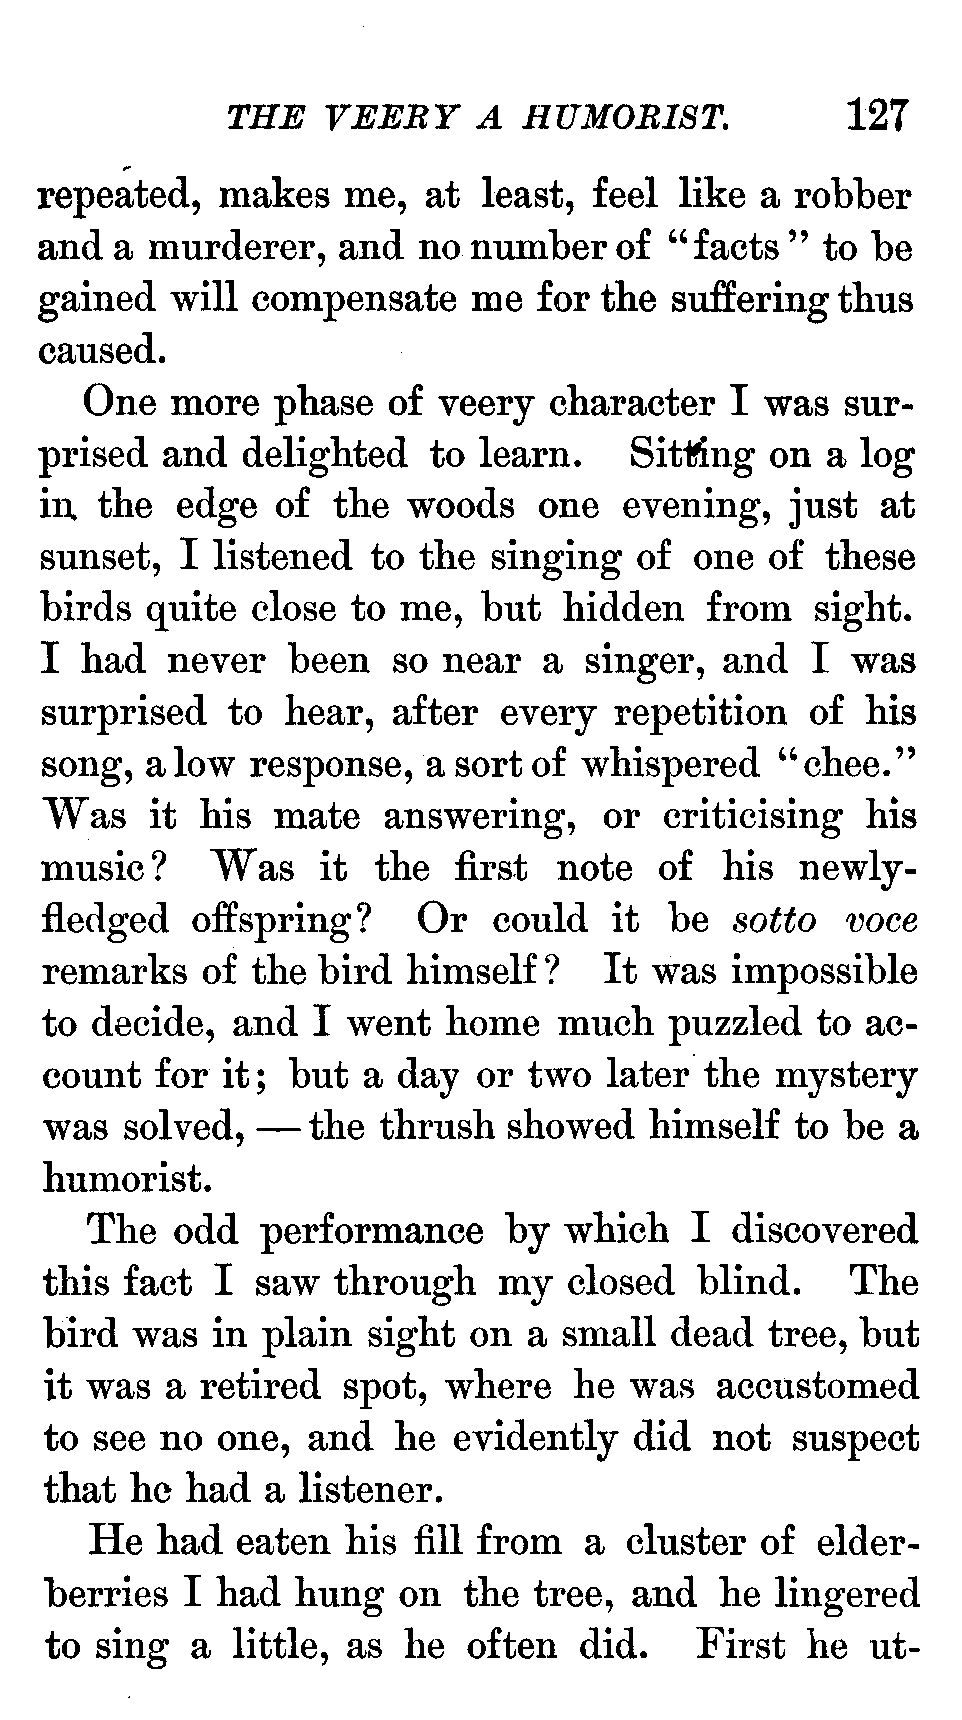 THE VEERY A HUMORIST. 127
repeated, makes me, at least, feel like a robber
and a murderer, and no number of “facts” to be
gained will compensate me for the suffering thus
caused.
One more phase of veery character I was sur-
prised and delighted to learn. Sitting on a log
in the edge of the woods one evening, just at
sunset, I listened to the singing of one of these
birds quite close to me, but hidden from sight.
I had never been so near a singer, and I was
surprised to hear, after every repetition of his
song, a low response, a sort of whispered “chee.”
Was it his mate answering, or criticising his
music? Was it the first note of his newly-
fledged offspring? Or could it be sotto voce
remarks of the bird himself? It was impossible
to decide, and I went home much puzzled to ac-
count for it; but a day or two later the mystery
was solved, — the thrush showed himself to be a
humorist.
The odd performance by which I discovered
this fact I saw through my closed blind. The
bird was in plain sight on a small dead tree, but
it was a retired spot, where he was accustomed
to see no one, and he evidently did not suspect
that he had a listener.
He had eaten his fill from a cluster of elder-
berries I had hung on the tree, and he lingered
to sing a little, as he often did. First he ut-